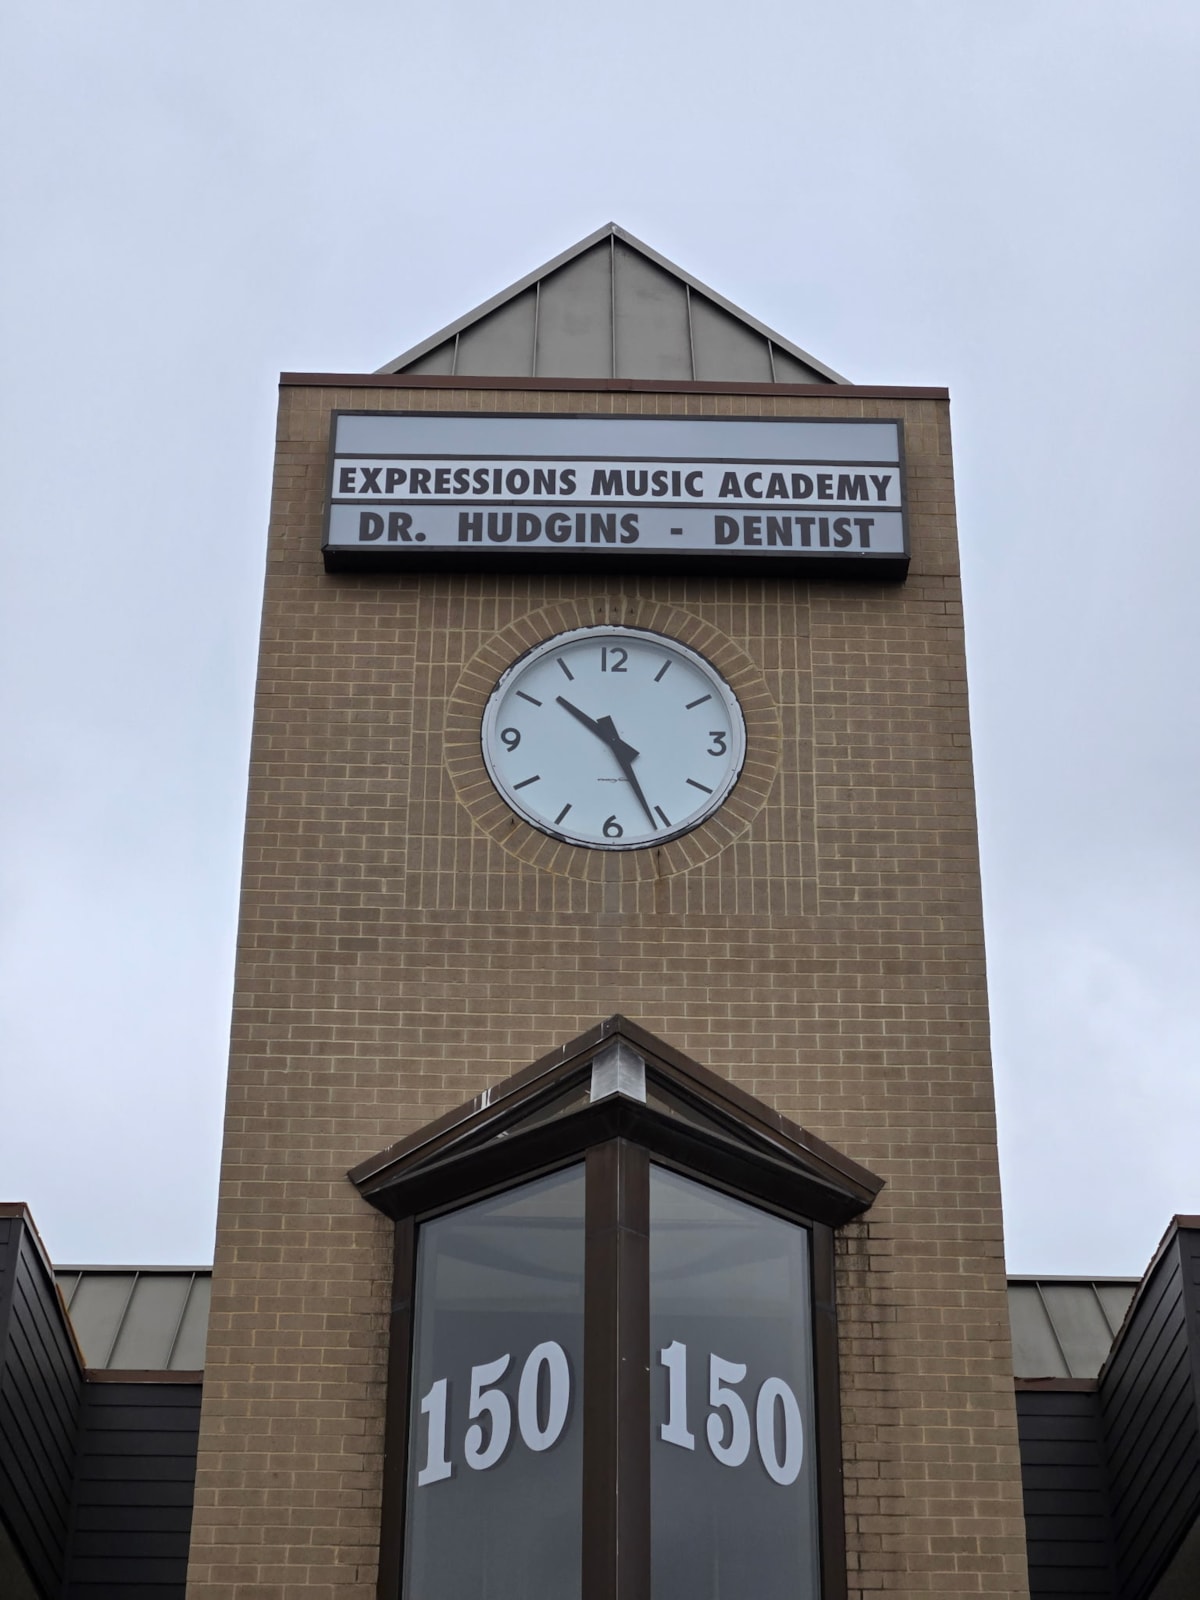 EXPRESSIONS MUSIC ACADEMY
DR. HUDGINS - DENTIST
12
9 3
6
150 150